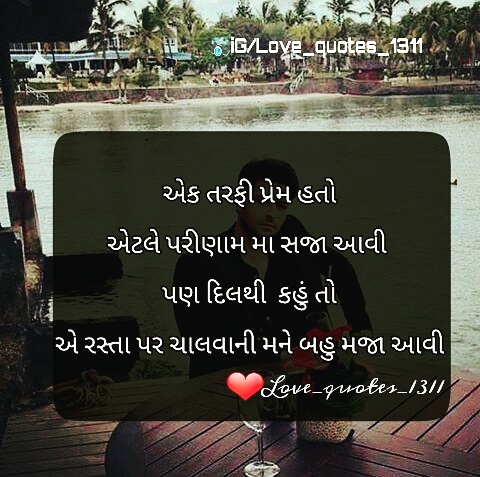 iG/Love_quotes_1311
એક તરફી પ્રેમ હતો
એટલે પરીણામ મા સજા આવી
પણ દિલથી કહું તો
એ રસ્તા પર ચાલવાની મને બહુ મજા આવી
❤Love_quotes_1311